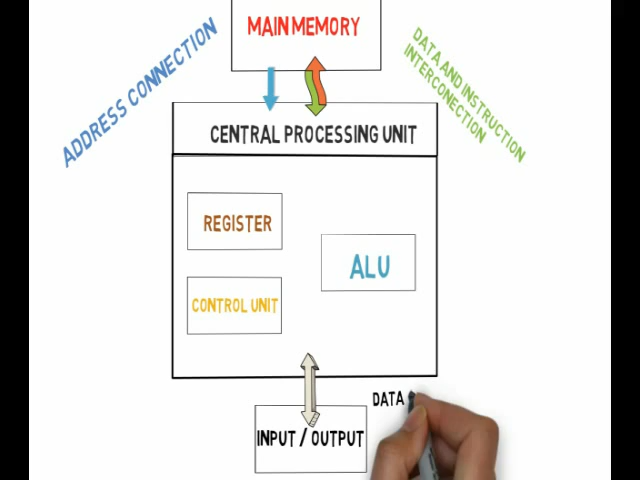 MAIN MEMORY
ADDRESS CONNECTION
DATA AND INSTRUCTION
INTERCONECTION
CENTRAL PROCESSING UNIT
REGISTER
ALU
CONTROL UNIT
DATA
INPUT / OUTPUT